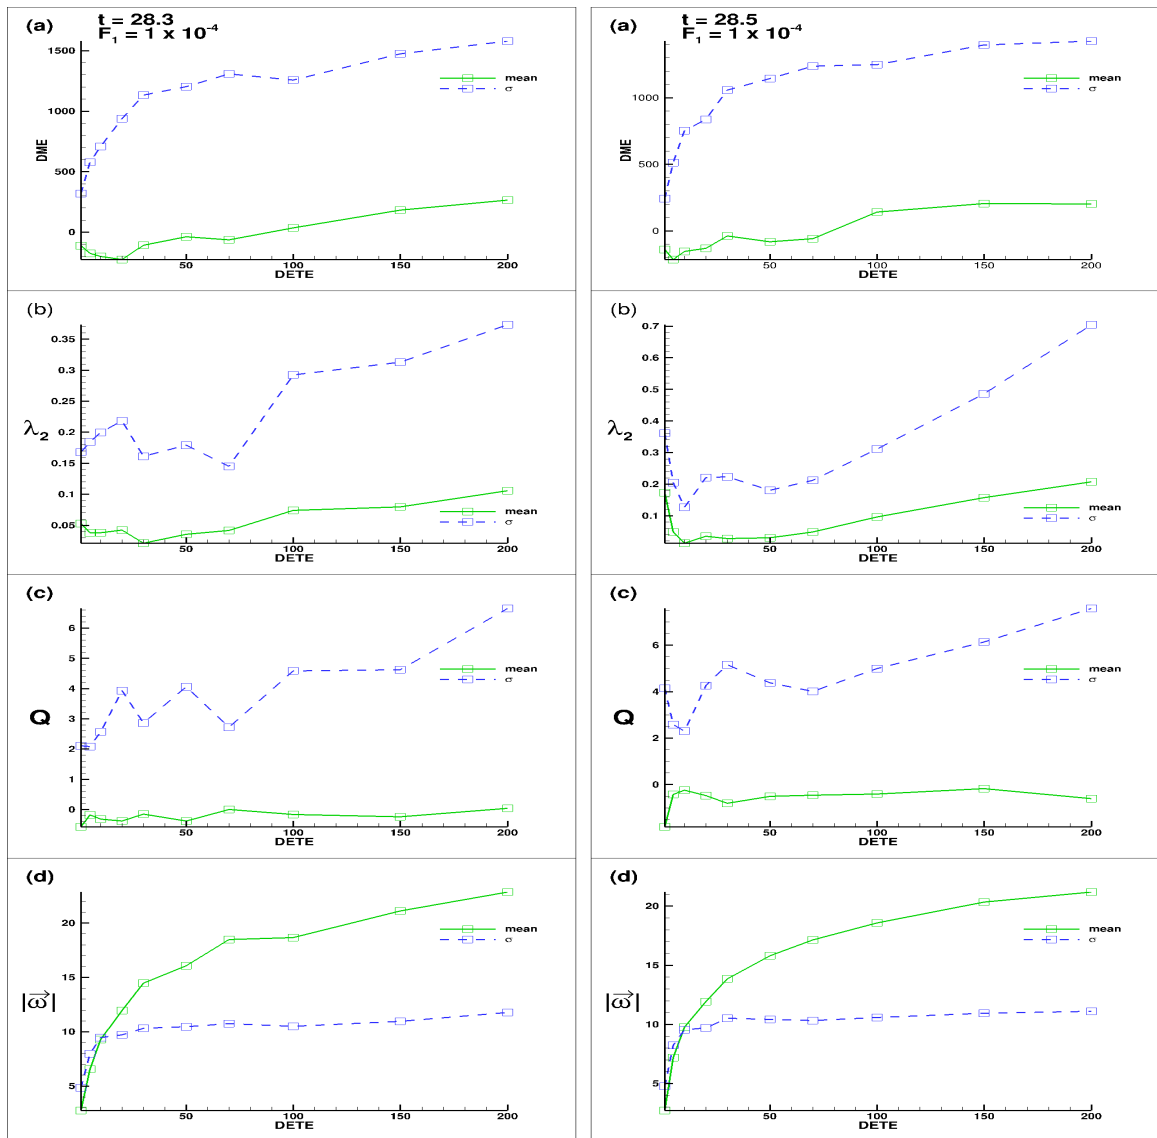 (a)
t = 28.3
F1 = 1 x 10-4
1500
1000
500
0
DME
mean
σ
50
100
150
200
DETE
(b)
0.35
0.3
0.25
0.2
0.15
0.1
0.05
λ2
mean
σ
50
100
150
200
DETE
(c)
6
5
4
3
2
1
0
Q
mean
σ
50
100
150
200
DETE
(d)
20
15
10
5
|ω|
mean
σ
50
100
150
200
DETE
(a)
t = 28.5
F1 = 1 x 10-4
1000
500
0
DME
mean
σ
50
100
150
200
DETE
(b)
0.7
0.6
0.5
0.4
0.3
0.2
0.1
λ2
mean
σ
50
100
150
200
DETE
(c)
6
4
2
0
Q
mean
σ
50
100
150
200
DETE
(d)
20
15
10
5
|ω|
mean
σ
50
100
150
200
DETE